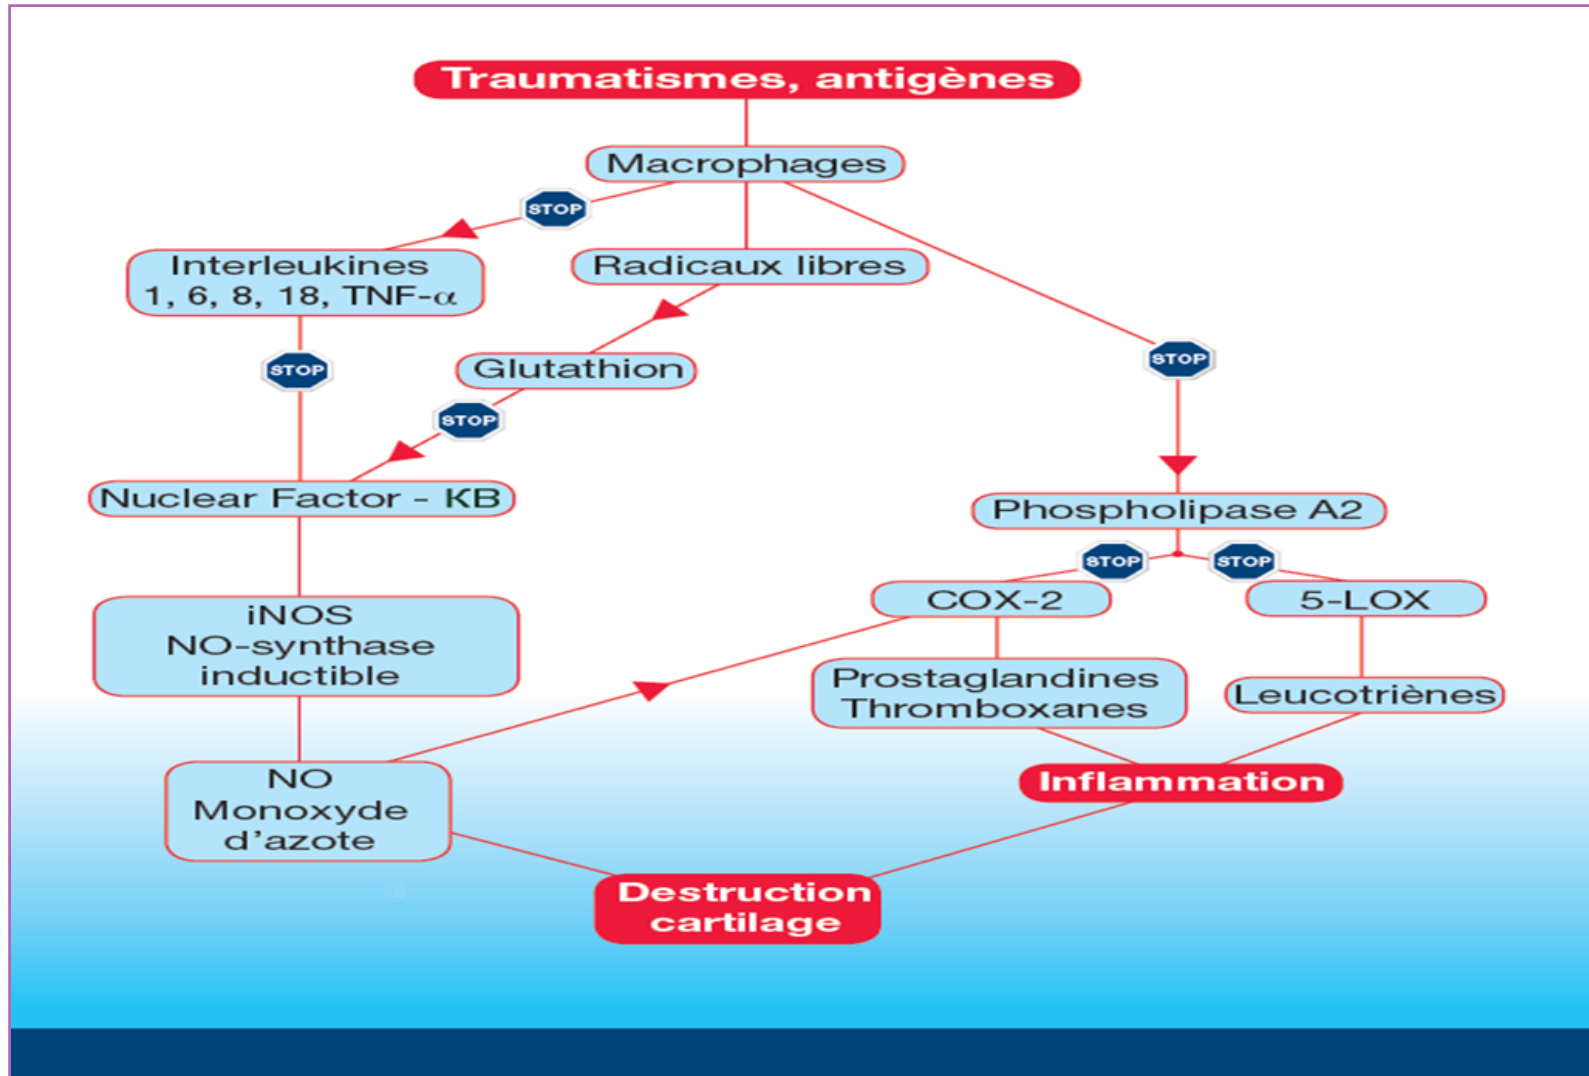 Traumatismes, antigènes
Macrophages
STOP
Interleukines
1, 6, 8, 18, TNF-α
Radicaux libres
STOP
Glutathion
STOP
STOP
Nuclear Factor - KB
Phospholipase A2
STOP
STOP
COX-2
5-LOX
iNOS
NO-synthase
inductible
Prostaglandines
Thromboxanes
Leucotriènes
NO
Monoxyde
d’azote
Inflammation
Destruction
cartilage